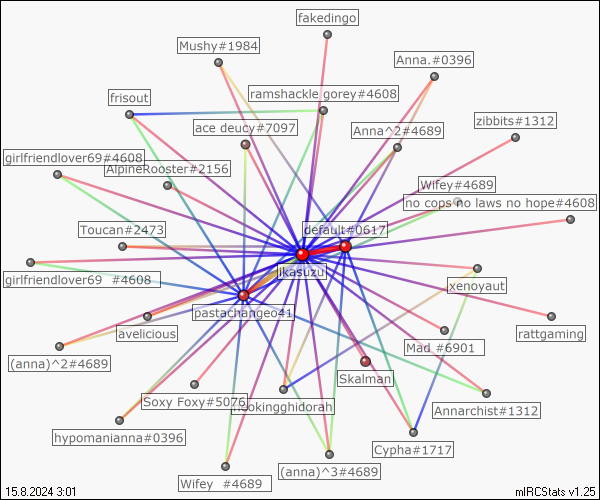 fakedingo
Mushy#1984
Anna.#0396
frisout
ramshackle gorey#4608
zibbits#1312
ace deucy#7097
Anna^2#4689
girlfriendlover69#4608
AlpineRooster#2156
Wifey#4689
no cops no laws no hope#4608
Toucan#2473
default#0617
girlfriendlover69 #4608
jkasuzu
xenoyaut
pastachangeo41
avelicious
Mad #6901
rattgaming
(anna)^2#4689
Skalman
Soxy Foxy#5076
Annarchist#1312
hypomanianna#0396
Cypha#1717
Wifey #4689
(anna)^3#4689
15.8.2024 3:01
mIRCStats v1.25